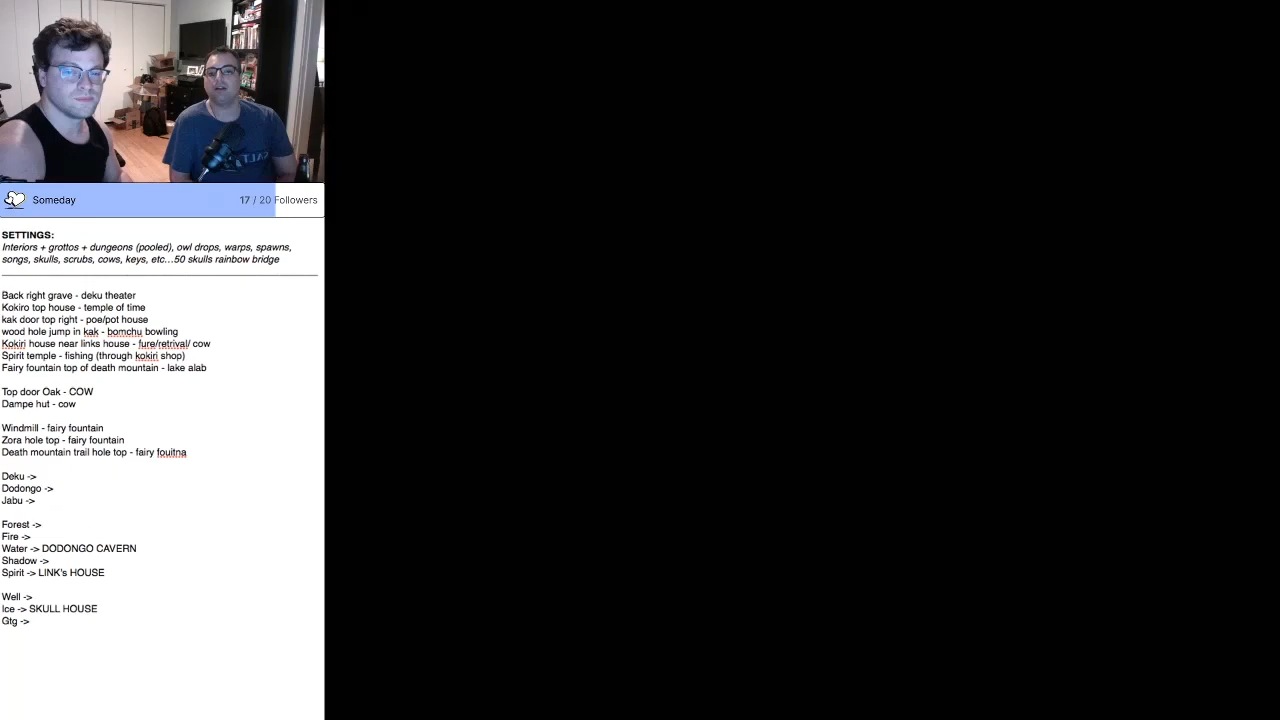 Someday
17 / 20 Followers
SETTINGS:
Interiors + grottos + dungeons (pooled), owl drops, warps, spawns,
songs, skulls, scrubs, cows, keys, etc...50 skulls rainbow bridge
Back right grave - deku theater
Kokiro top house - temple of time
kak door top right - poe/pot house
wood hole jump in kak - bomchu bowling
Kokiri house near links house - fure/retrival/ cow
Spirit temple - fishing (through kokiri shop)
Fairy fountain top of death mountain - lake alab
Top door Oak - COW
Dampe hut - cow
Windmill - fairy fountain
Zora hole top - fairy fountain
Death mountain trail hole top - fairy fouitna
Deku ->
Dodongo ->
Jabu ->
Forest ->
Fire ->
Water -> DODONGO CAVERN
Shadow ->
Spirit -> LINK's HOUSE
Well ->
Ice -> SKULL HOUSE
Gtg ->